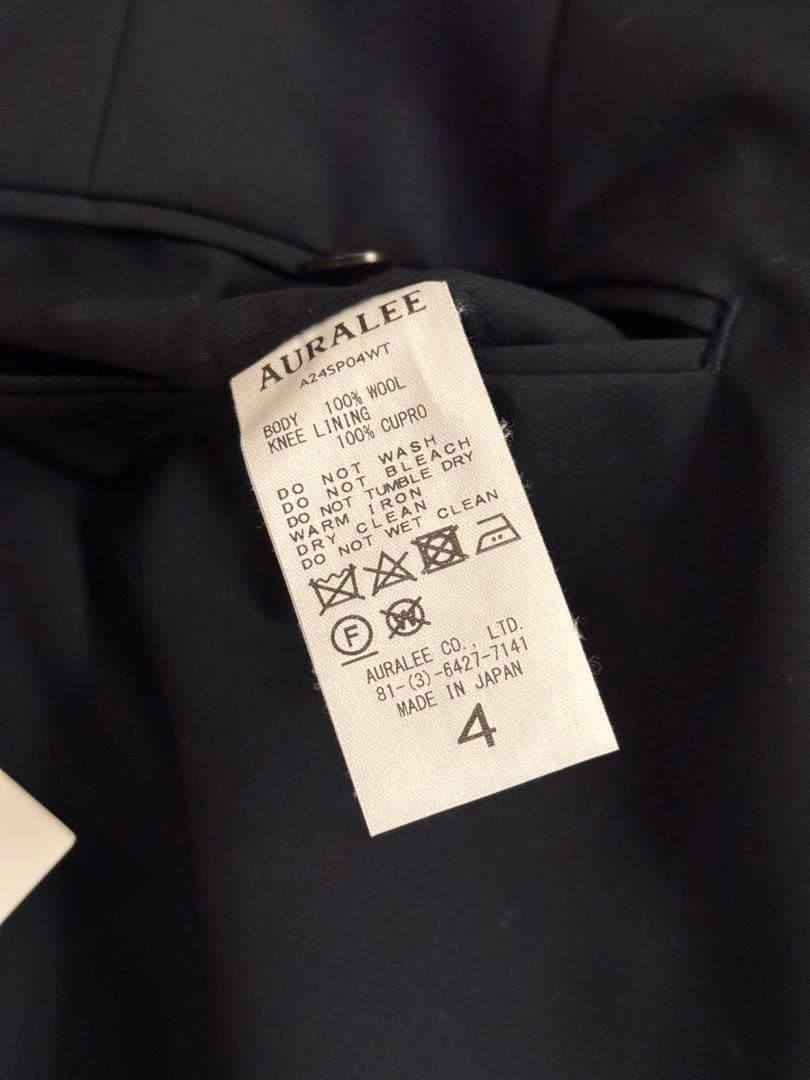 AURALEE
A24SP04WT
BODY 100% WOOL
KNEE LINING
100% CUPRO
DO NOT WASH
DO NOT BLEACH
DO NOT TUMBLE DRY
WARM IRON
DRY CLEAN
DO NOT WET CLEAN
F W
AURALEE CO., LTD.
81-(3)-6427-7141
MADE IN JAPAN
4